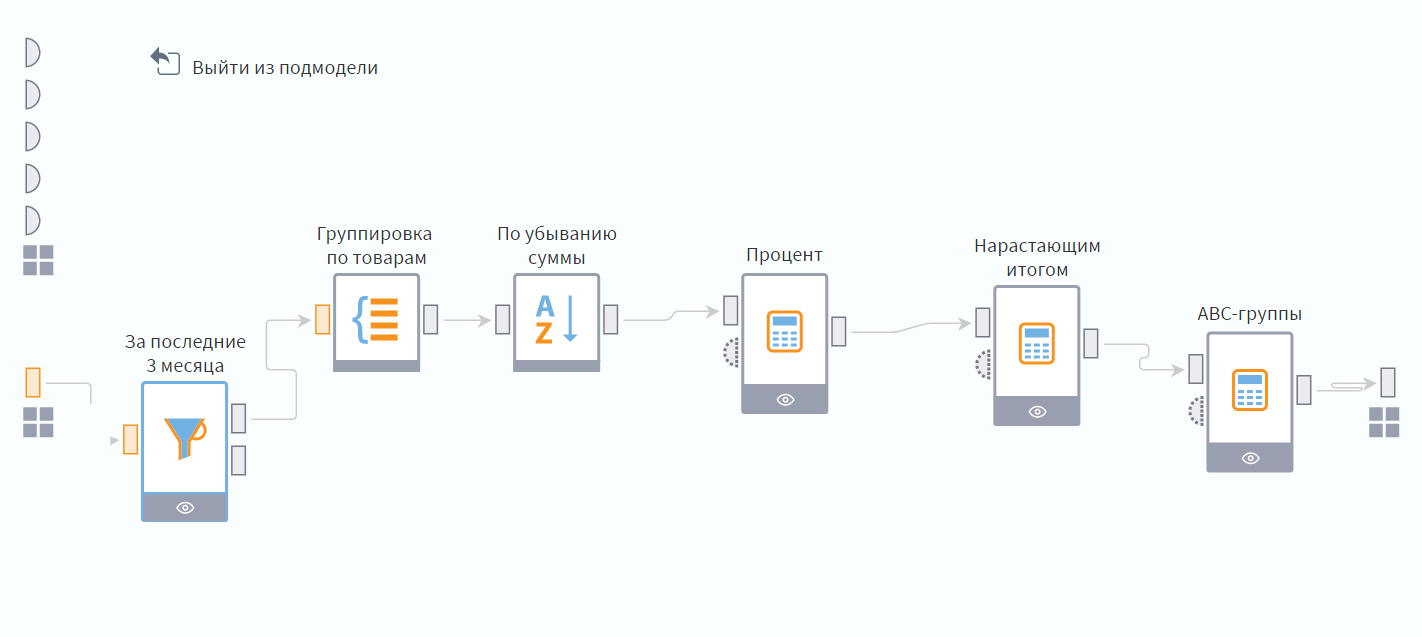 Выйти из подмодели
За последние
3 месяца
Группировка
по товарам
По убыванию
суммы
A
Z
Процент
Нарастающим
итогом
ABC-группы